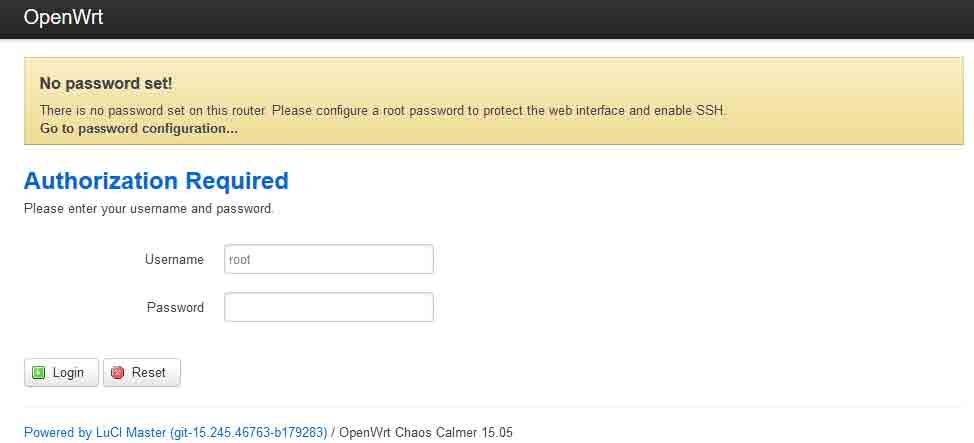 OpenWrt
No password set!
There is no password set on this router. Please configure a root password to protect the web interface and enable SSH.
Go to password configuration...
Authorization Required
Please enter your username and password.
Username root
Password
Login Reset
Powered by LuCI Master (git-15.245.46763-b179283) / OpenWrt Chaos Calmer 15.05